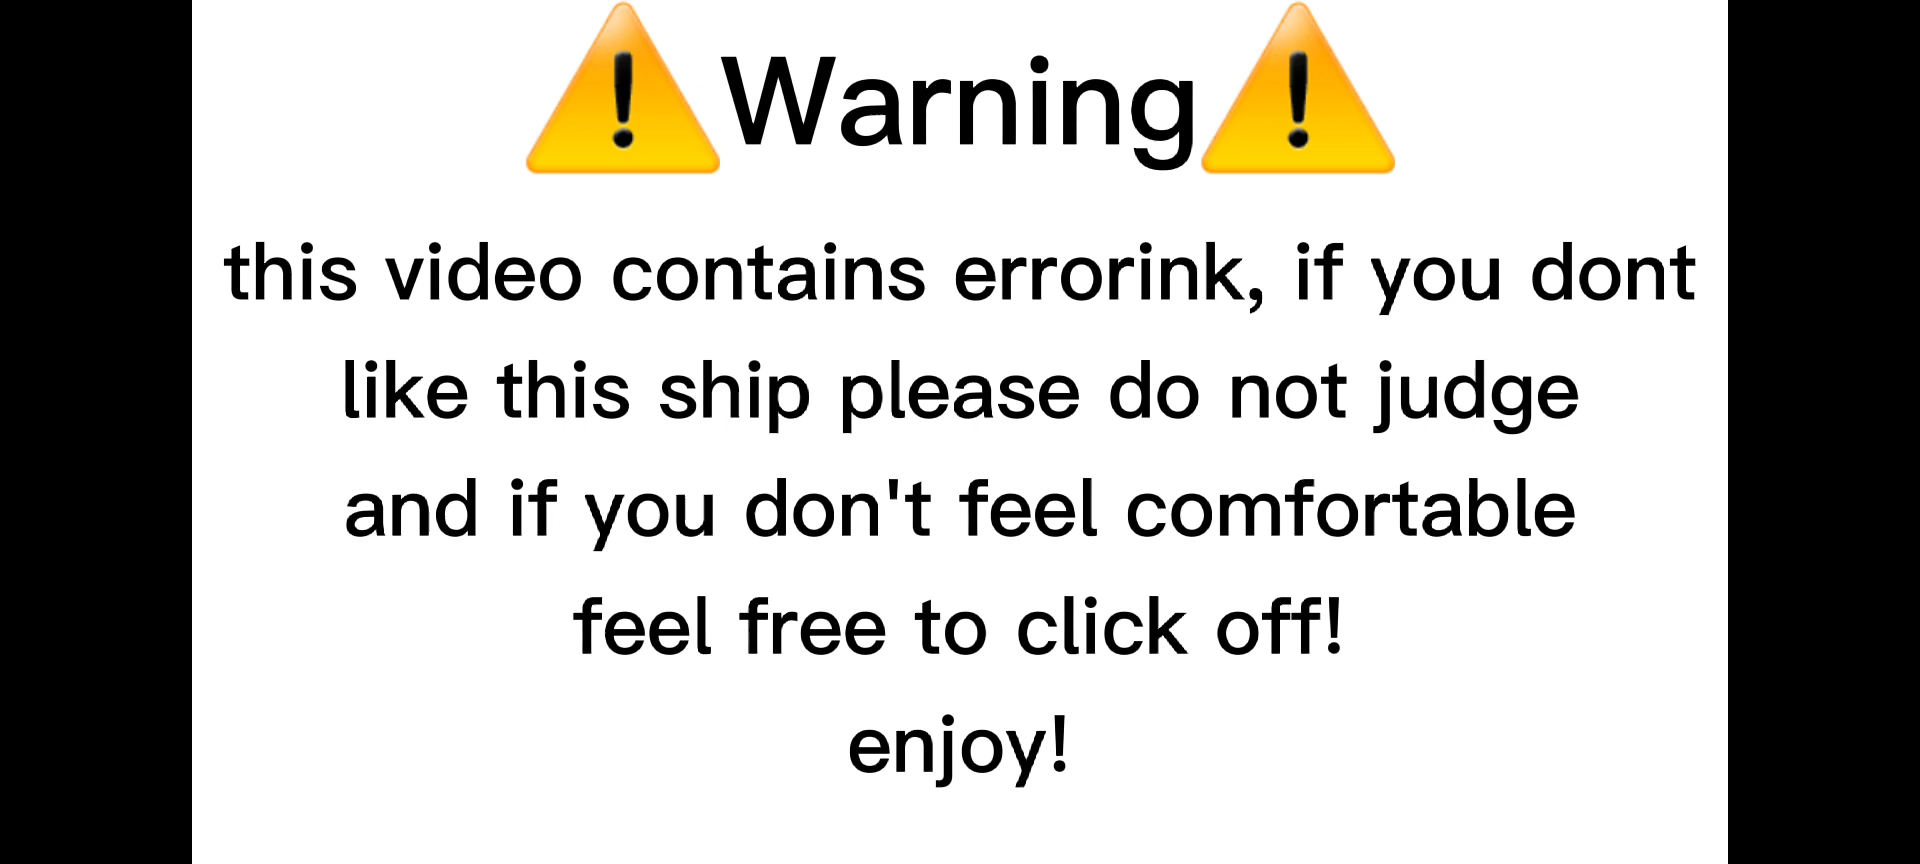 ⚠️Warning⚠️
this video contains errorink, if you dont
like this ship please do not judge
and if you don't feel comfortable
feel free to click off!
enjoy!